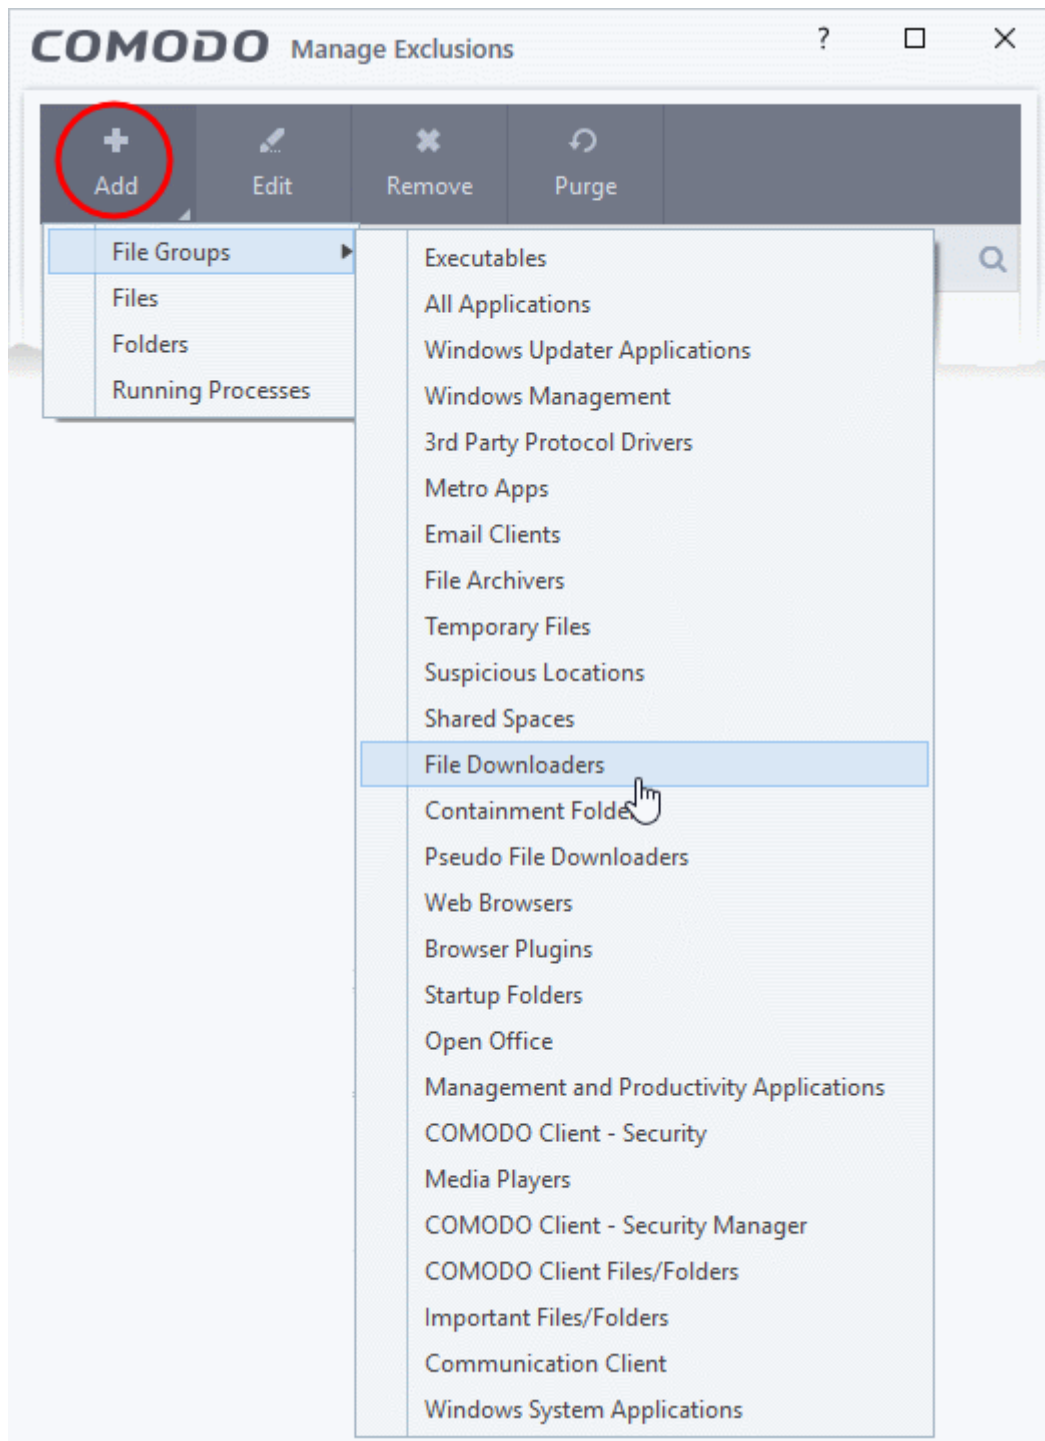 COMODO Manage Exclusions ?
Add Edit Remove Purge
File Groups
Files
Folders
Running Processes
Executables
All Applications
Windows Updater Applications
Windows Management
3rd Party Protocol Drivers
Metro Apps
Email Clients
File Archivers
Temporary Files
Suspicious Locations
Shared Spaces
File Downloaders
Containment Folde
Pseudo File Downloaders
Web Browsers
Browser Plugins
Startup Folders
Open Office
Management and Productivity Applications
COMODO Client - Security
Media Players
COMODO Client - Security Manager
COMODO Client Files/Folders
Important Files/Folders
Communication Client
Windows System Applications